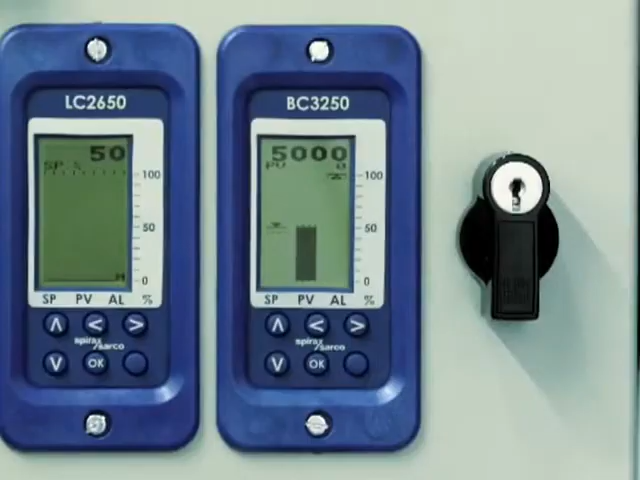 LC2650
50
SP %
100
50
0
SP PV AL %
spirax
/sarco
OK
BC3250
5000
PV
100
50
0
SP PV AL %
spirax
/sarco
OK